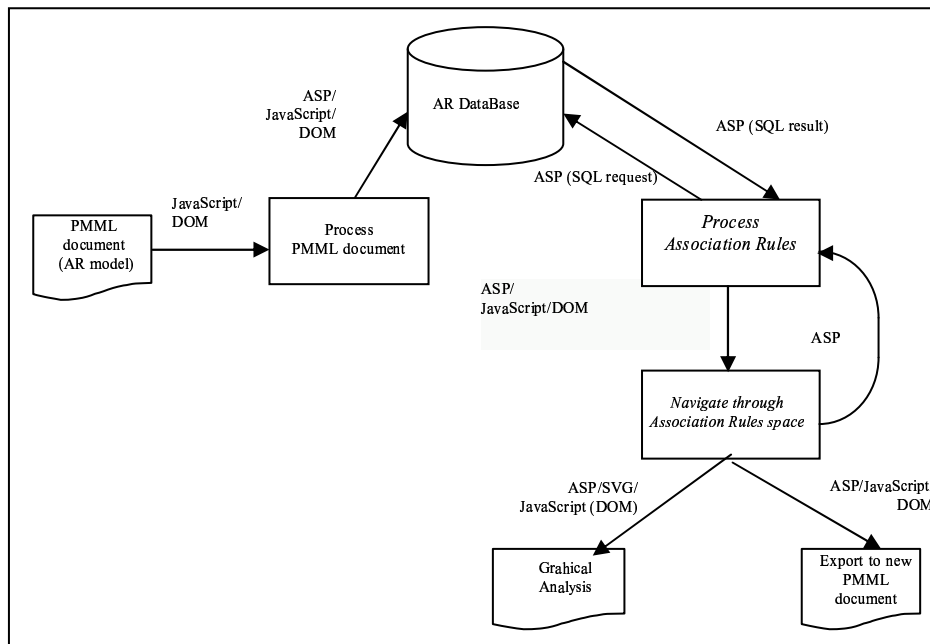 AR DataBase
ASP/
JavaScript/
DOM
ASP (SQL result)
ASP (SQL request)
JavaScript/
DOM
PMML
document
(AR model)
Process
PMML document
Process
Association Rules
ASP/
JavaScript/DOM
ASP
Navigate through
Association Rules space
ASP/SVG/
JavaScript (DOM)
ASP/JavaScript/
DOM
Grahical
Analysis
Export to new
PMML
document